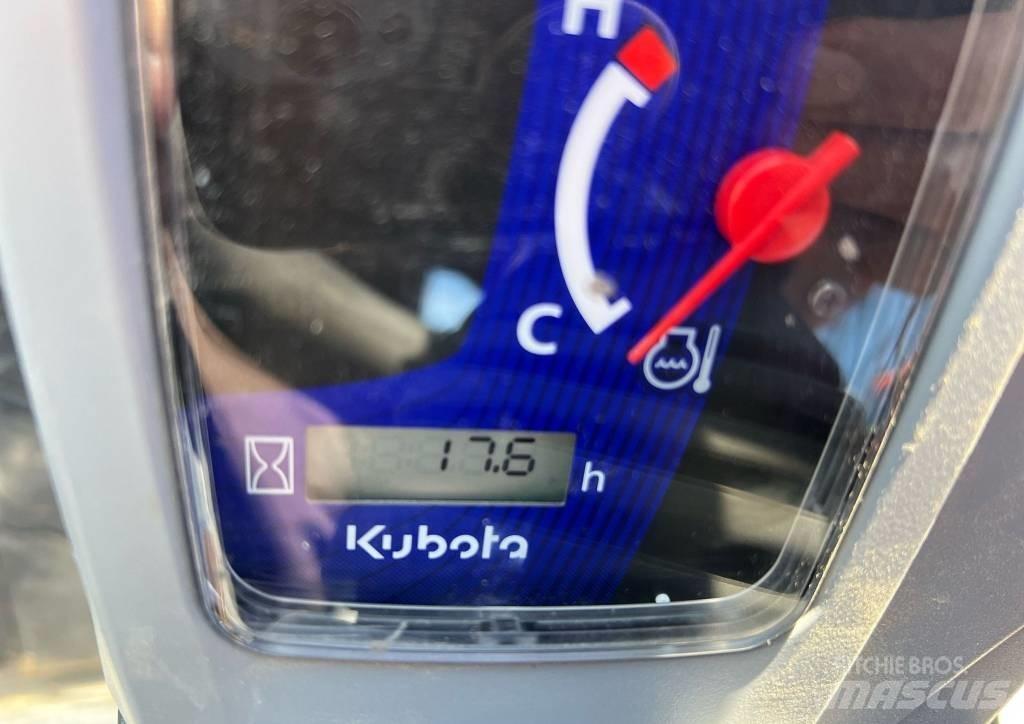 H
C
17.6 h
Kubota
RITCHIE BROS
MASCUS